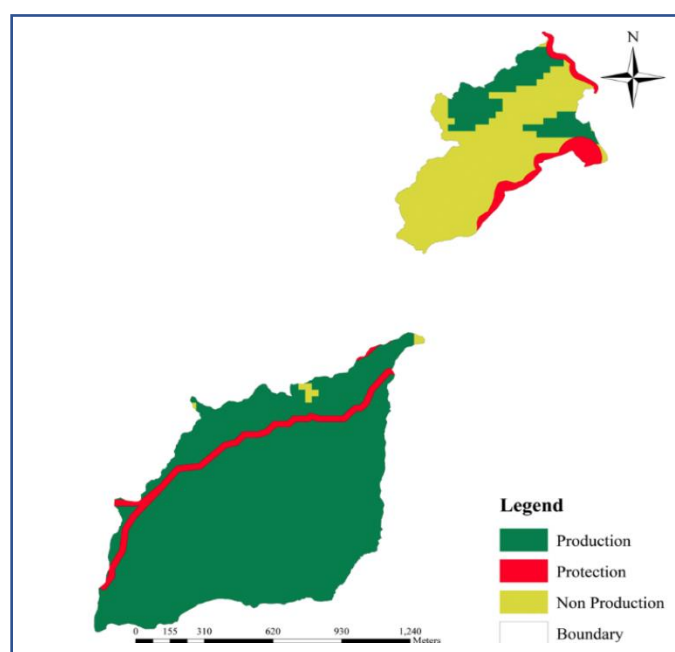 N
Legend
Production
Protection
Non Production
Boundary
0 155 310 620 930 1,240
Meters